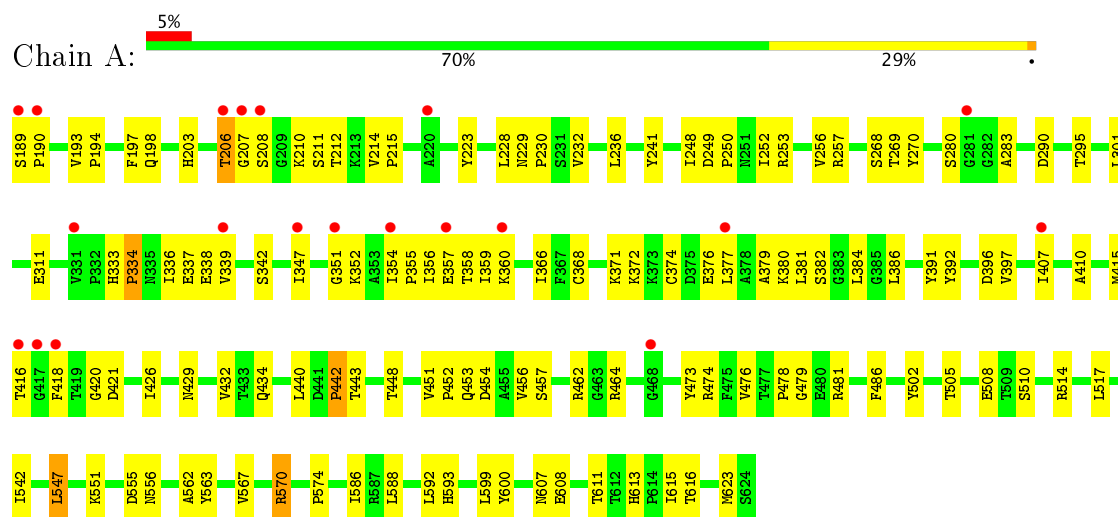 5%
Chain A:
70% 29% •
S189 P190 V193 P194 F197 Q198 H203 T206 G207 S208 G209 K210 S211 T212 K213 V214 P215 A220 Y223 L228 N229 P230 S231 V232 L236 Y241 I248 D249 P250 N251 I252 R253 V256 R257 S268 T269 Y270 S280 G281 G282 A283 D290 T295 L301
E311 V331 P332 H333 P334 N335 I336 E337 E338 V339 S342 I347 G351 K352 A353 I354 P355 I356 E357 T358 I359 K360 I366 F367 C368 K371 K372 K373 C374 D375 E376 L377 A378 A379 K380 L381 S382 G383 L384 G385 L386 Y391 Y392 D396 V397 I407 A410 M415
T416 G417 F418 T419 G420 D421 I426 N429 V432 T433 Q434 L440 D441 P442 T443 T448 V451 P452 Q453 D454 A455 V456 S457 R462 G463 R464 G468 Y473 R474 F475 V476 T477 P478 G479 E480 R481 F486 Y502 T505 E508 T509 S510 R514 L517
I542 L547 K551 D555 N556 A562 Y563 V567 R570 P574 I586 R587 L588 L592 H593 L599 Y600 N607 E608 T611 T612 H613 P614 I615 T616 M623 S624